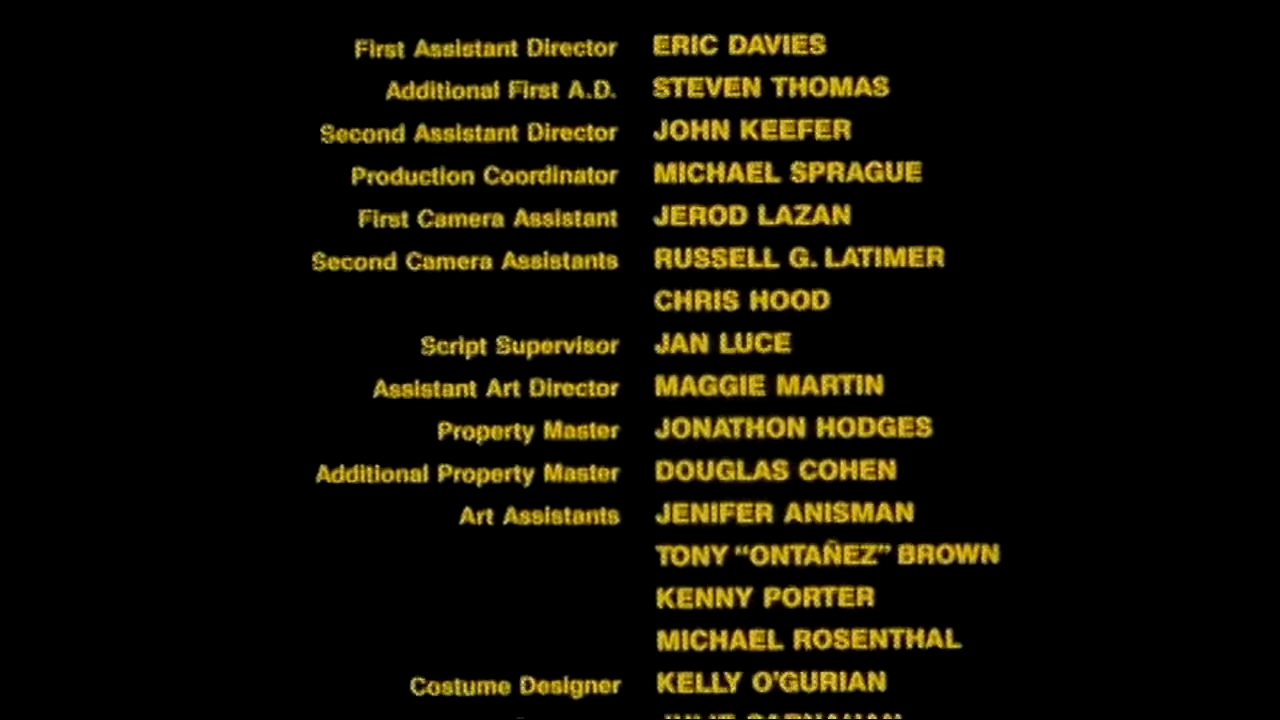 First Assistant Director ERIC DAVIES
Additional First A.D. STEVEN THOMAS
Second Assistant Director JOHN KEEFER
Production Coordinator MICHAEL SPRAGUE
First Camera Assistant JEROD LAZAN
Second Camera Assistants RUSSELL G. LATIMER
CHRIS HOOD
Script Supervisor JAN LUCE
Assistant Art Director MAGGIE MARTIN
Property Master JONATHON HODGES
Additional Property Master DOUGLAS COHEN
Art Assistants JENIFER ANISMAN
TONY “ONTAÑEZ” BROWN
KENNY PORTER
MICHAEL ROSENTHAL
Costume Designer KELLY O'GURIAN